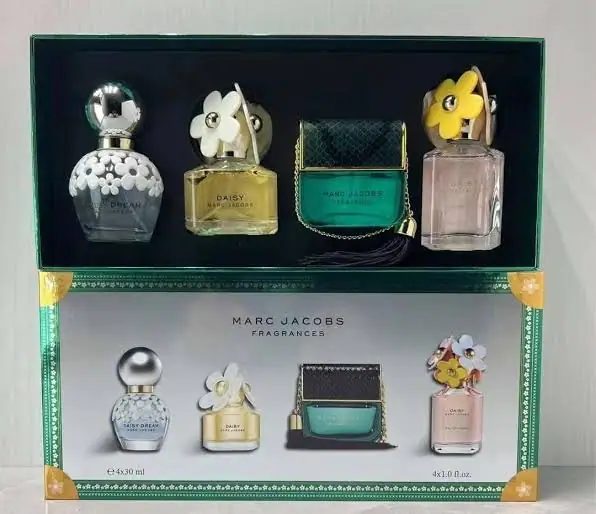 DREAM
DAISY
MARC JACOBS
MARC JACOBS
FRAGRANCES
DAISY
MARC JACOBS
FRAGRANCES
DAISY DREAM
MARC JACOBS
DAISY
MARC JACOBS
DAISY
℮4x30 ml
4x1.0 fl.oz.